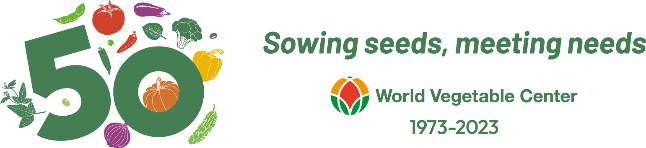 50
Sowing seeds, meeting needs
World Vegetable Center
1973-2023